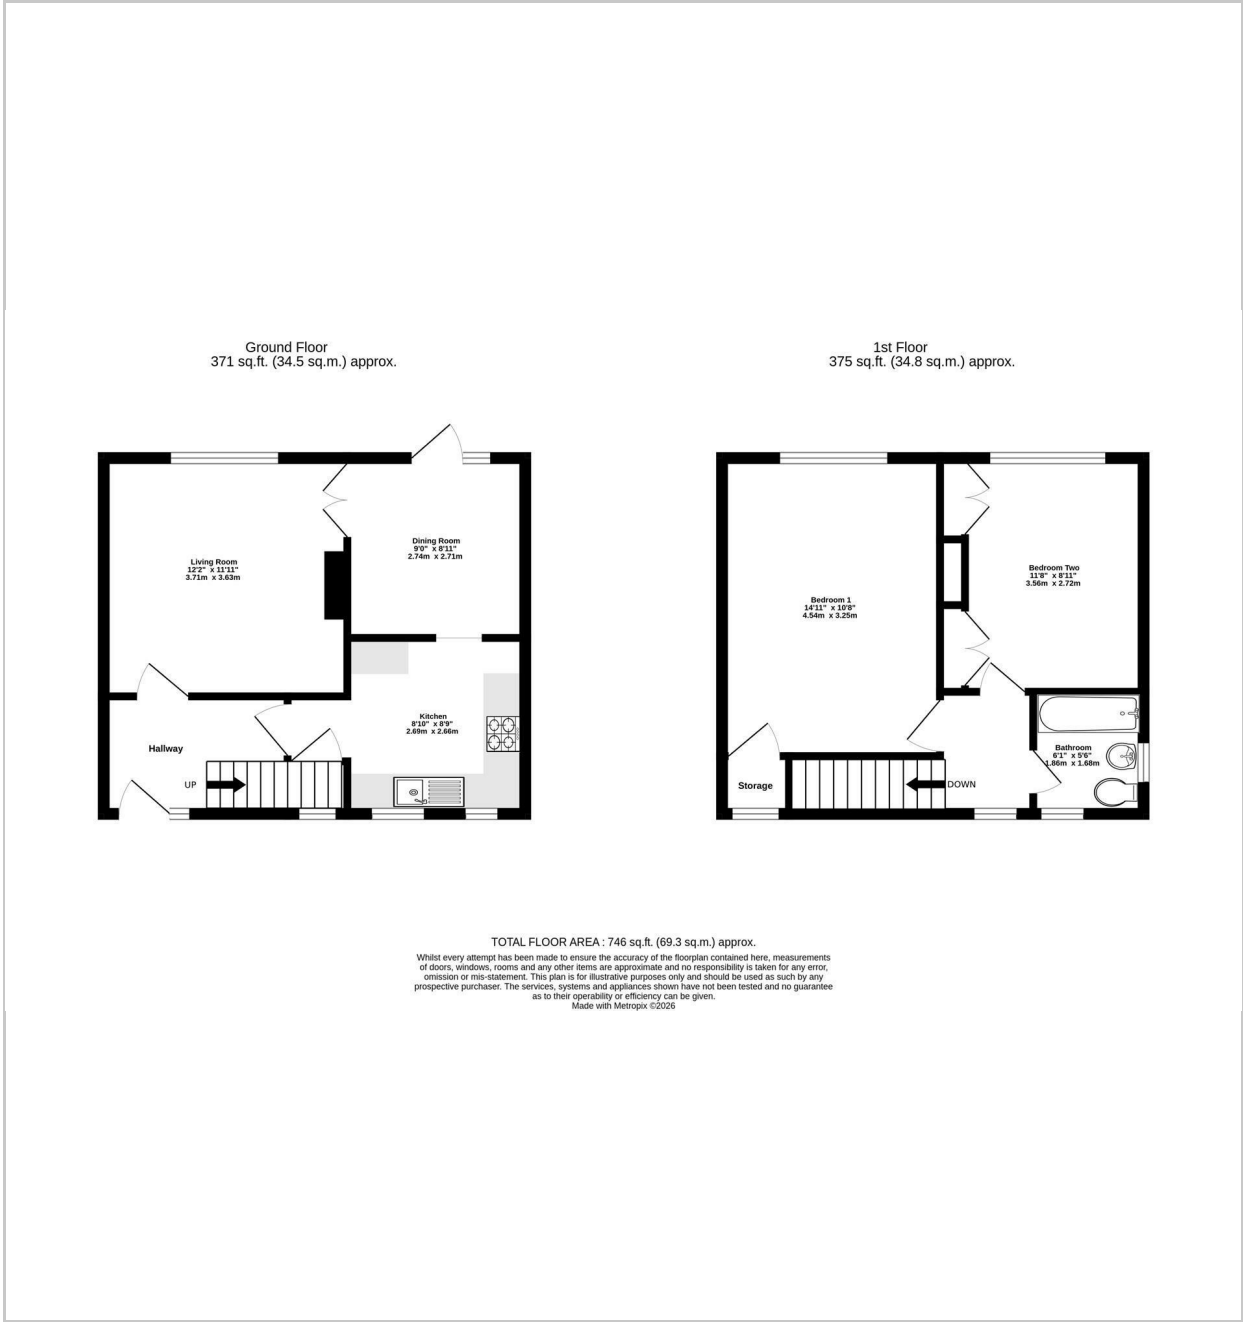 Ground Floor
371 sq.ft. (34.5 sq.m.) approx.
1st Floor
375 sq.ft. (34.8 sq.m.) approx.
Living Room
12'2" x 11'11"
3.71m x 3.63m
Dining Room
9'0" x 8'11"
2.74m x 2.71m
Kitchen
8'10" x 8'9"
2.69m x 2.66m
Hallway
UP
Bedroom 1
14'11" x 10'8"
4.54m x 3.25m
Bedroom Two
11'8" x 8'11"
3.56m x 2.72m
Bathroom
6'1" x 5'6"
1.86m x 1.68m
Storage
DOWN
TOTAL FLOOR AREA : 746 sq.ft. (69.3 sq.m.) approx.
Whilst every attempt has been made to ensure the accuracy of the floorplan contained here, measurements
of doors, windows, rooms and any other items are approximate and no responsibility is taken for any error,
omission or mis-statement. This plan is for illustrative purposes only and should be used as such by any
prospective purchaser. The services, systems and appliances shown have not been tested and no guarantee
as to their operability or efficiency can be given.
Made with Metropix ©2026